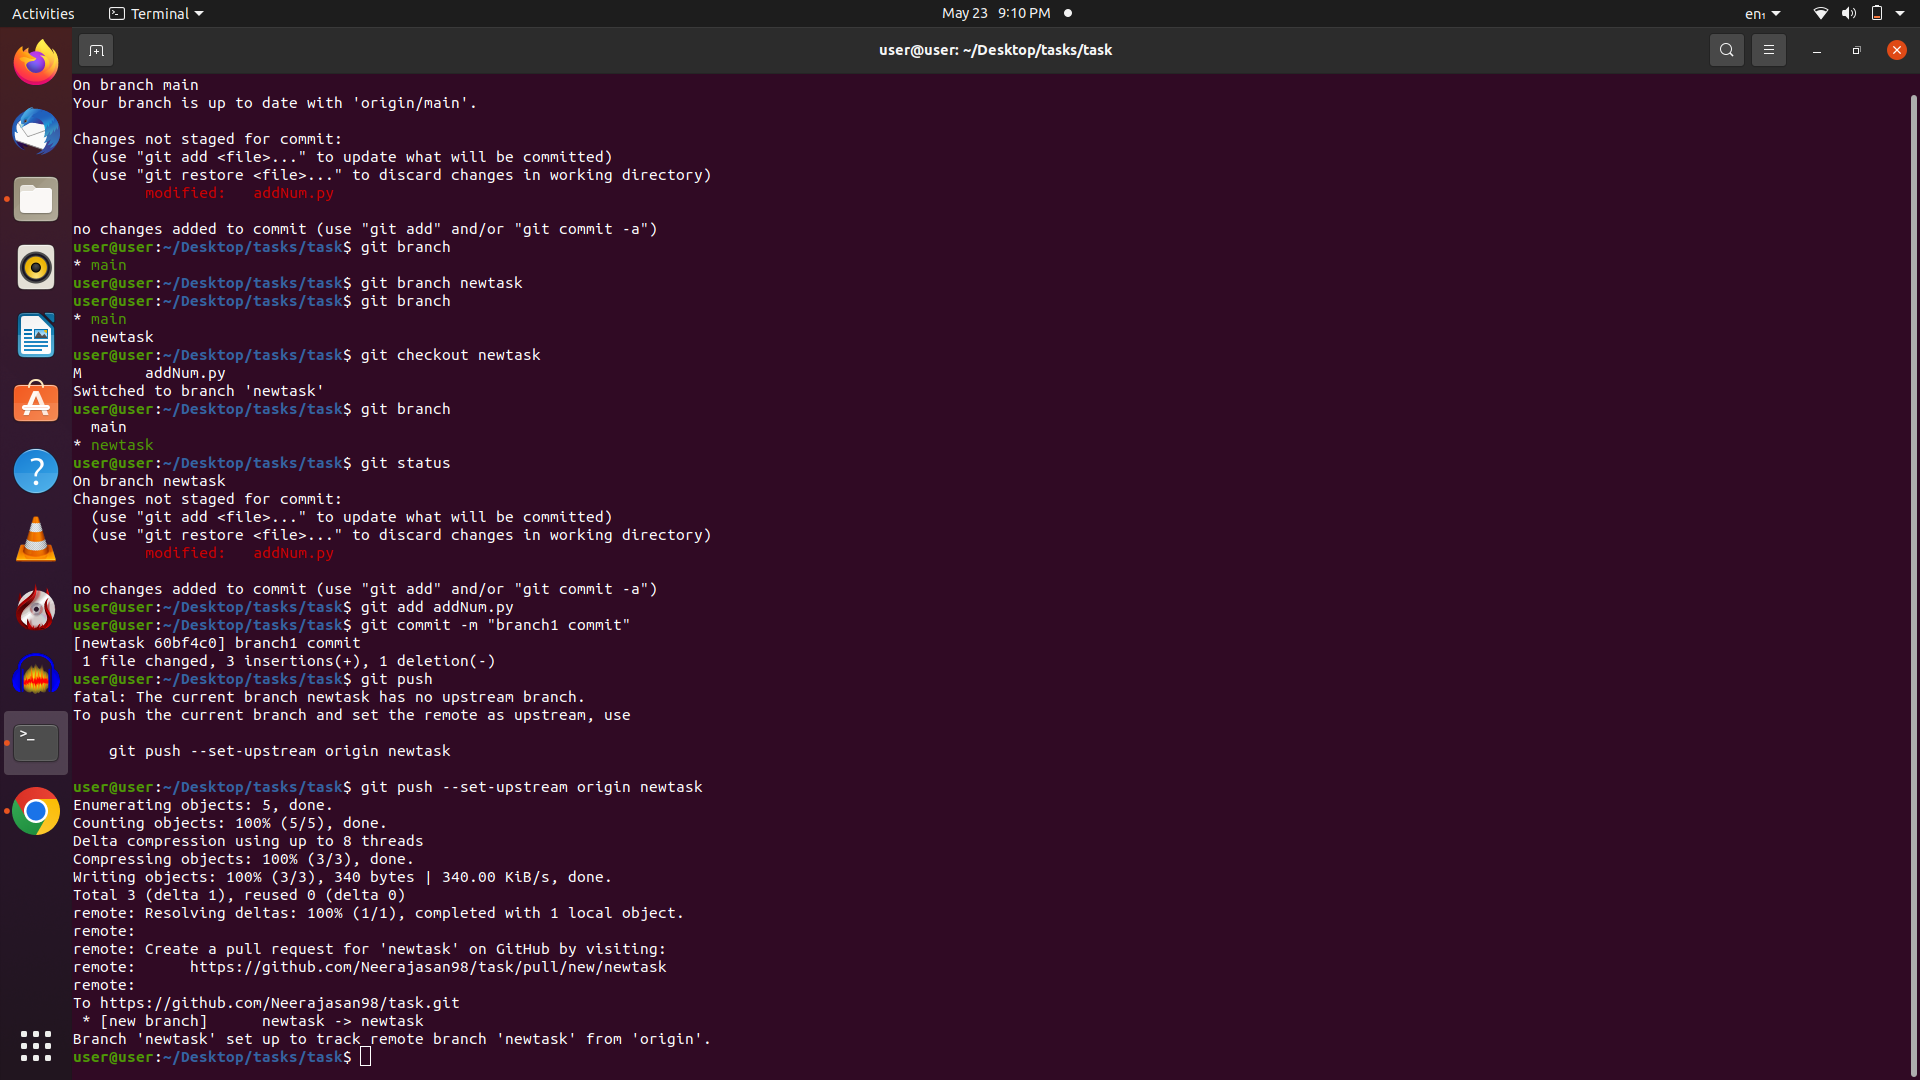 Activities
Terminal
May 23 9:10 PM
en₁
user@user: ~/Desktop/tasks/task
On branch main
Your branch is up to date with 'origin/main'.
Changes not staged for commit:
(use "git add <file>..." to update what will be committed)
(use "git restore <file>..." to discard changes in working directory)
modified:   addNum.py
no changes added to commit (use "git add" and/or "git commit -a")
user@user:~/Desktop/tasks/task$ git branch
* main
user@user:~/Desktop/tasks/task$ git branch newtask
user@user:~/Desktop/tasks/task$ git branch
* main
newtask
user@user:~/Desktop/tasks/task$ git checkout newtask
M       addNum.py
Switched to branch 'newtask'
user@user:~/Desktop/tasks/task$ git branch
main
* newtask
user@user:~/Desktop/tasks/task$ git status
On branch newtask
Changes not staged for commit:
(use "git add <file>..." to update what will be committed)
(use "git restore <file>..." to discard changes in working directory)
modified:   addNum.py
no changes added to commit (use "git add" and/or "git commit -a")
user@user:~/Desktop/tasks/task$ git add addNum.py
user@user:~/Desktop/tasks/task$ git commit -m "branch1 commit"
[newtask 60bf4c0] branch1 commit
1 file changed, 3 insertions(+), 1 deletion(-)
user@user:~/Desktop/tasks/task$ git push
fatal: The current branch newtask has no upstream branch.
To push the current branch and set the remote as upstream, use
git push --set-upstream origin newtask
user@user:~/Desktop/tasks/task$ git push --set-upstream origin newtask
Enumerating objects: 5, done.
Counting objects: 100% (5/5), done.
Delta compression using up to 8 threads
Compressing objects: 100% (3/3), done.
Writing objects: 100% (3/3), 340 bytes | 340.00 KiB/s, done.
Total 3 (delta 1), reused 0 (delta 0)
remote: Resolving deltas: 100% (1/1), completed with 1 local object.
remote:
remote: Create a pull request for 'newtask' on GitHub by visiting:
remote:      https://github.com/Neerajasan98/task/pull/new/newtask
remote:
To https://github.com/Neerajasan98/task.git
* [new branch]      newtask -> newtask
Branch 'newtask' set up to track remote branch 'newtask' from 'origin'.
user@user:~/Desktop/tasks/task$